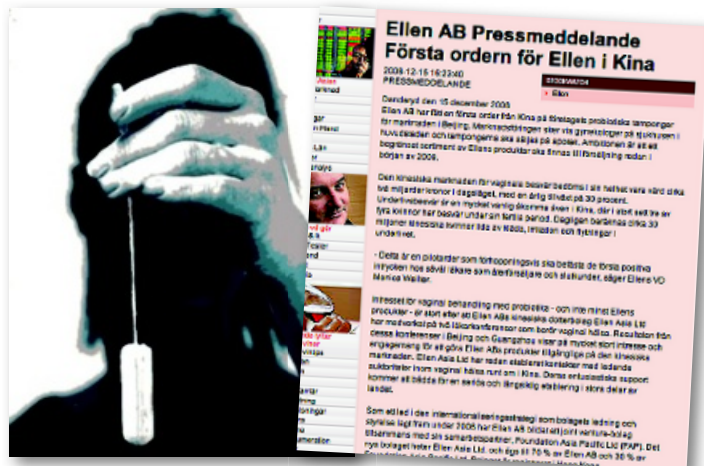 Ellen AB Pressmeddelande
Första ordern för Ellen i Kina
2008-12-15 16:23:40
PRESSMEDDELANDE
Ellen
Danderyd den 15 december 2008
Ellen AB har fått en första order från Kina på företagets probiotiska tamponger
för marknaden i Beijing. Marknadsföringen sker via gynekologer på sjukhusen i
huvudstaden och tampongerna ska säljas på apotek. Ambitionen är att ett
begränsat sortiment av Ellens produkter ska finnas till försäljning redan i
början av 2009.
Den kinesiska marknaden för vaginala besvär bedöms i sin helhet vara värd cirka
två miljarder kronor i dagsläget, med en årlig tillväxt på 30 procent.
Underlivsbesvär är en mycket vanlig åkomma även i Kina, där i stort sett tre av
fyra kvinnor har besvär under sin fertila period. Dagligen beräknas cirka 30
miljoner kinesiska kvinnor lida av klåda, irritation och flytningar i
underlivet.
- Detta är en pilotorder som förhoppningsvis ska befästa de första positiva
intrycken hos såväl läkare som återförsäljare och slutkunder, säger Ellens VD
Monica Wallter.
Intresset för vaginal behandling med probiotika - och inte minst Ellens
produkter - är stort efter att Ellen ABs kinesiska dotterbolag Ellen Asia Ltd
har medverkat på två läkarkonferenser som berör vaginal hälsa. Resultaten från
dessa konferenser i Beijing och Guangzhou visar på mycket stort intresse och
engagemang för att göra Ellen ABs produkter tillgängliga på den kinesiska
marknaden. Ellen Asia Ltd har redan etablerat kontakter med ledande
auktoriteter inom vaginal hälsa runt om i Kina. Deras entusiastiska support
kommer att bädda för en seriös och långsiktig etablering i stora delar av
landet.
Som ett led i den internationaliseringsstrategi som bolagets ledning och
styrelse lagt fram under 2008 har Ellen AB bildat ett joint venture-bolag
tillsammans med sin samarbetspartner, Foundation Asia Pacific Ltd (FAP). Det
nya bolaget heter Ellen Asia Ltd. och ägs till 70 % av Ellen AB och 30 % av